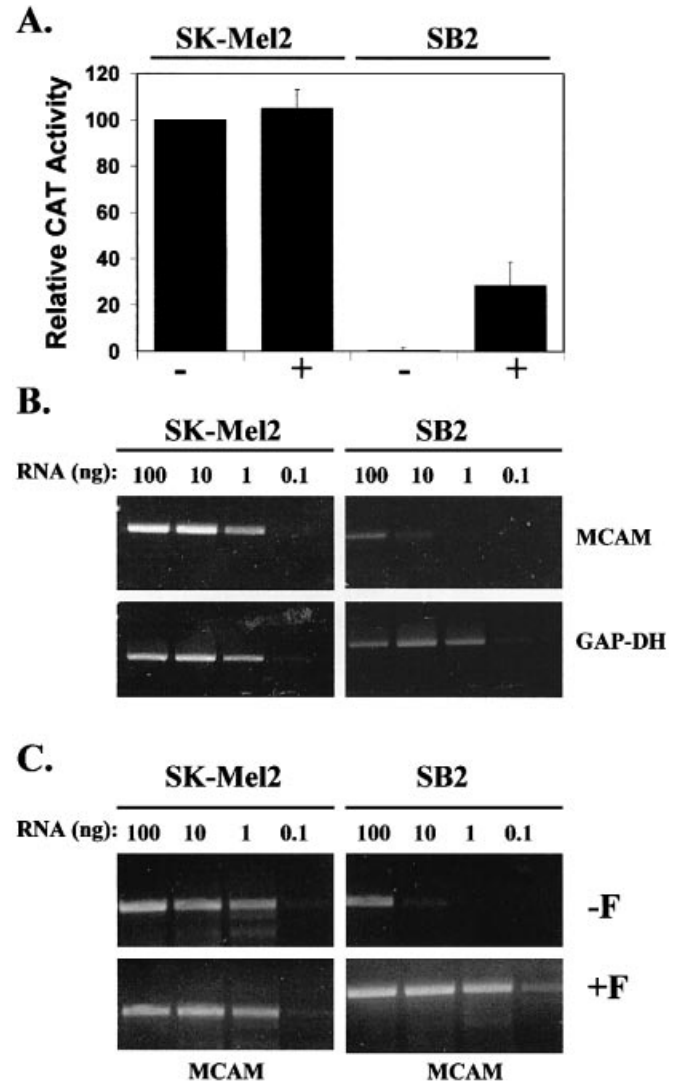 A.
SK-Mel2 SB2
Relative CAT Activity
120
100
80
60
40
20
0
- + - +
B.
SK-Mel2 SB2
RNA (ng): 100 10 1 0.1 100 10 1 0.1
MCAM
GAP-DH
C.
SK-Mel2 SB2
RNA (ng): 100 10 1 0.1 100 10 1 0.1
-F
+F
MCAM MCAM